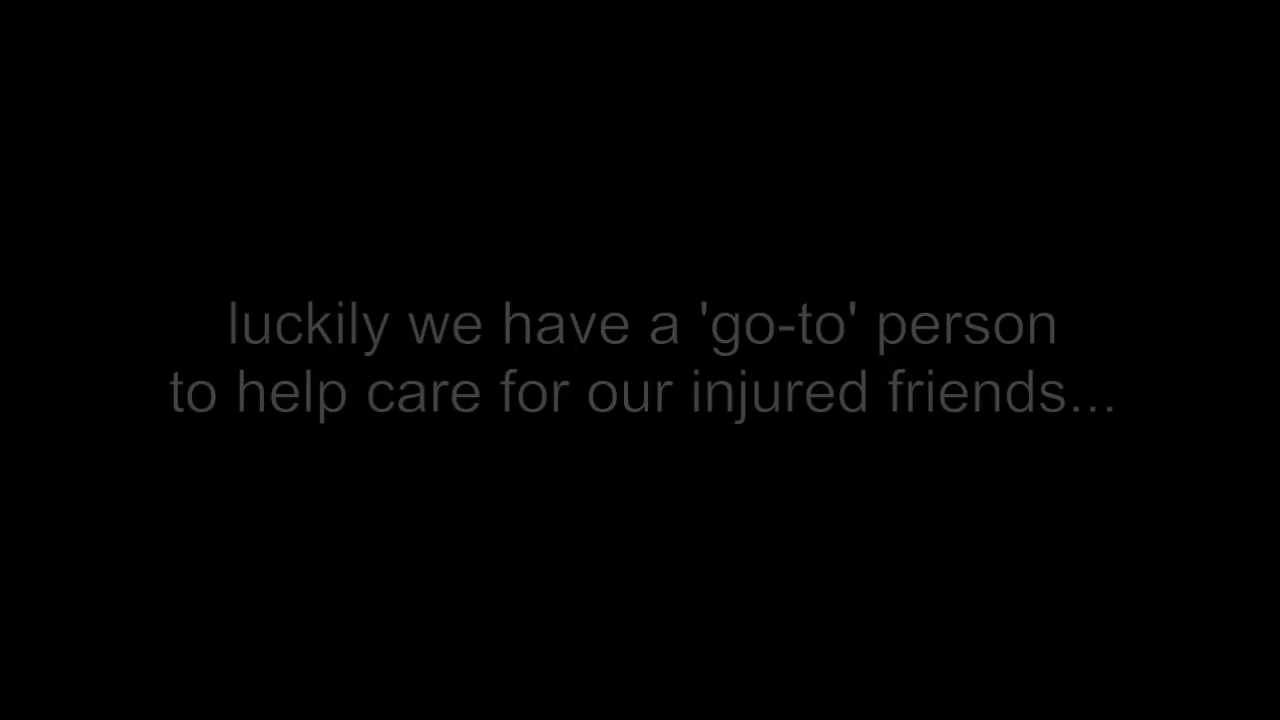 luckily we have a 'go-to' person
to help care for our injured friends...